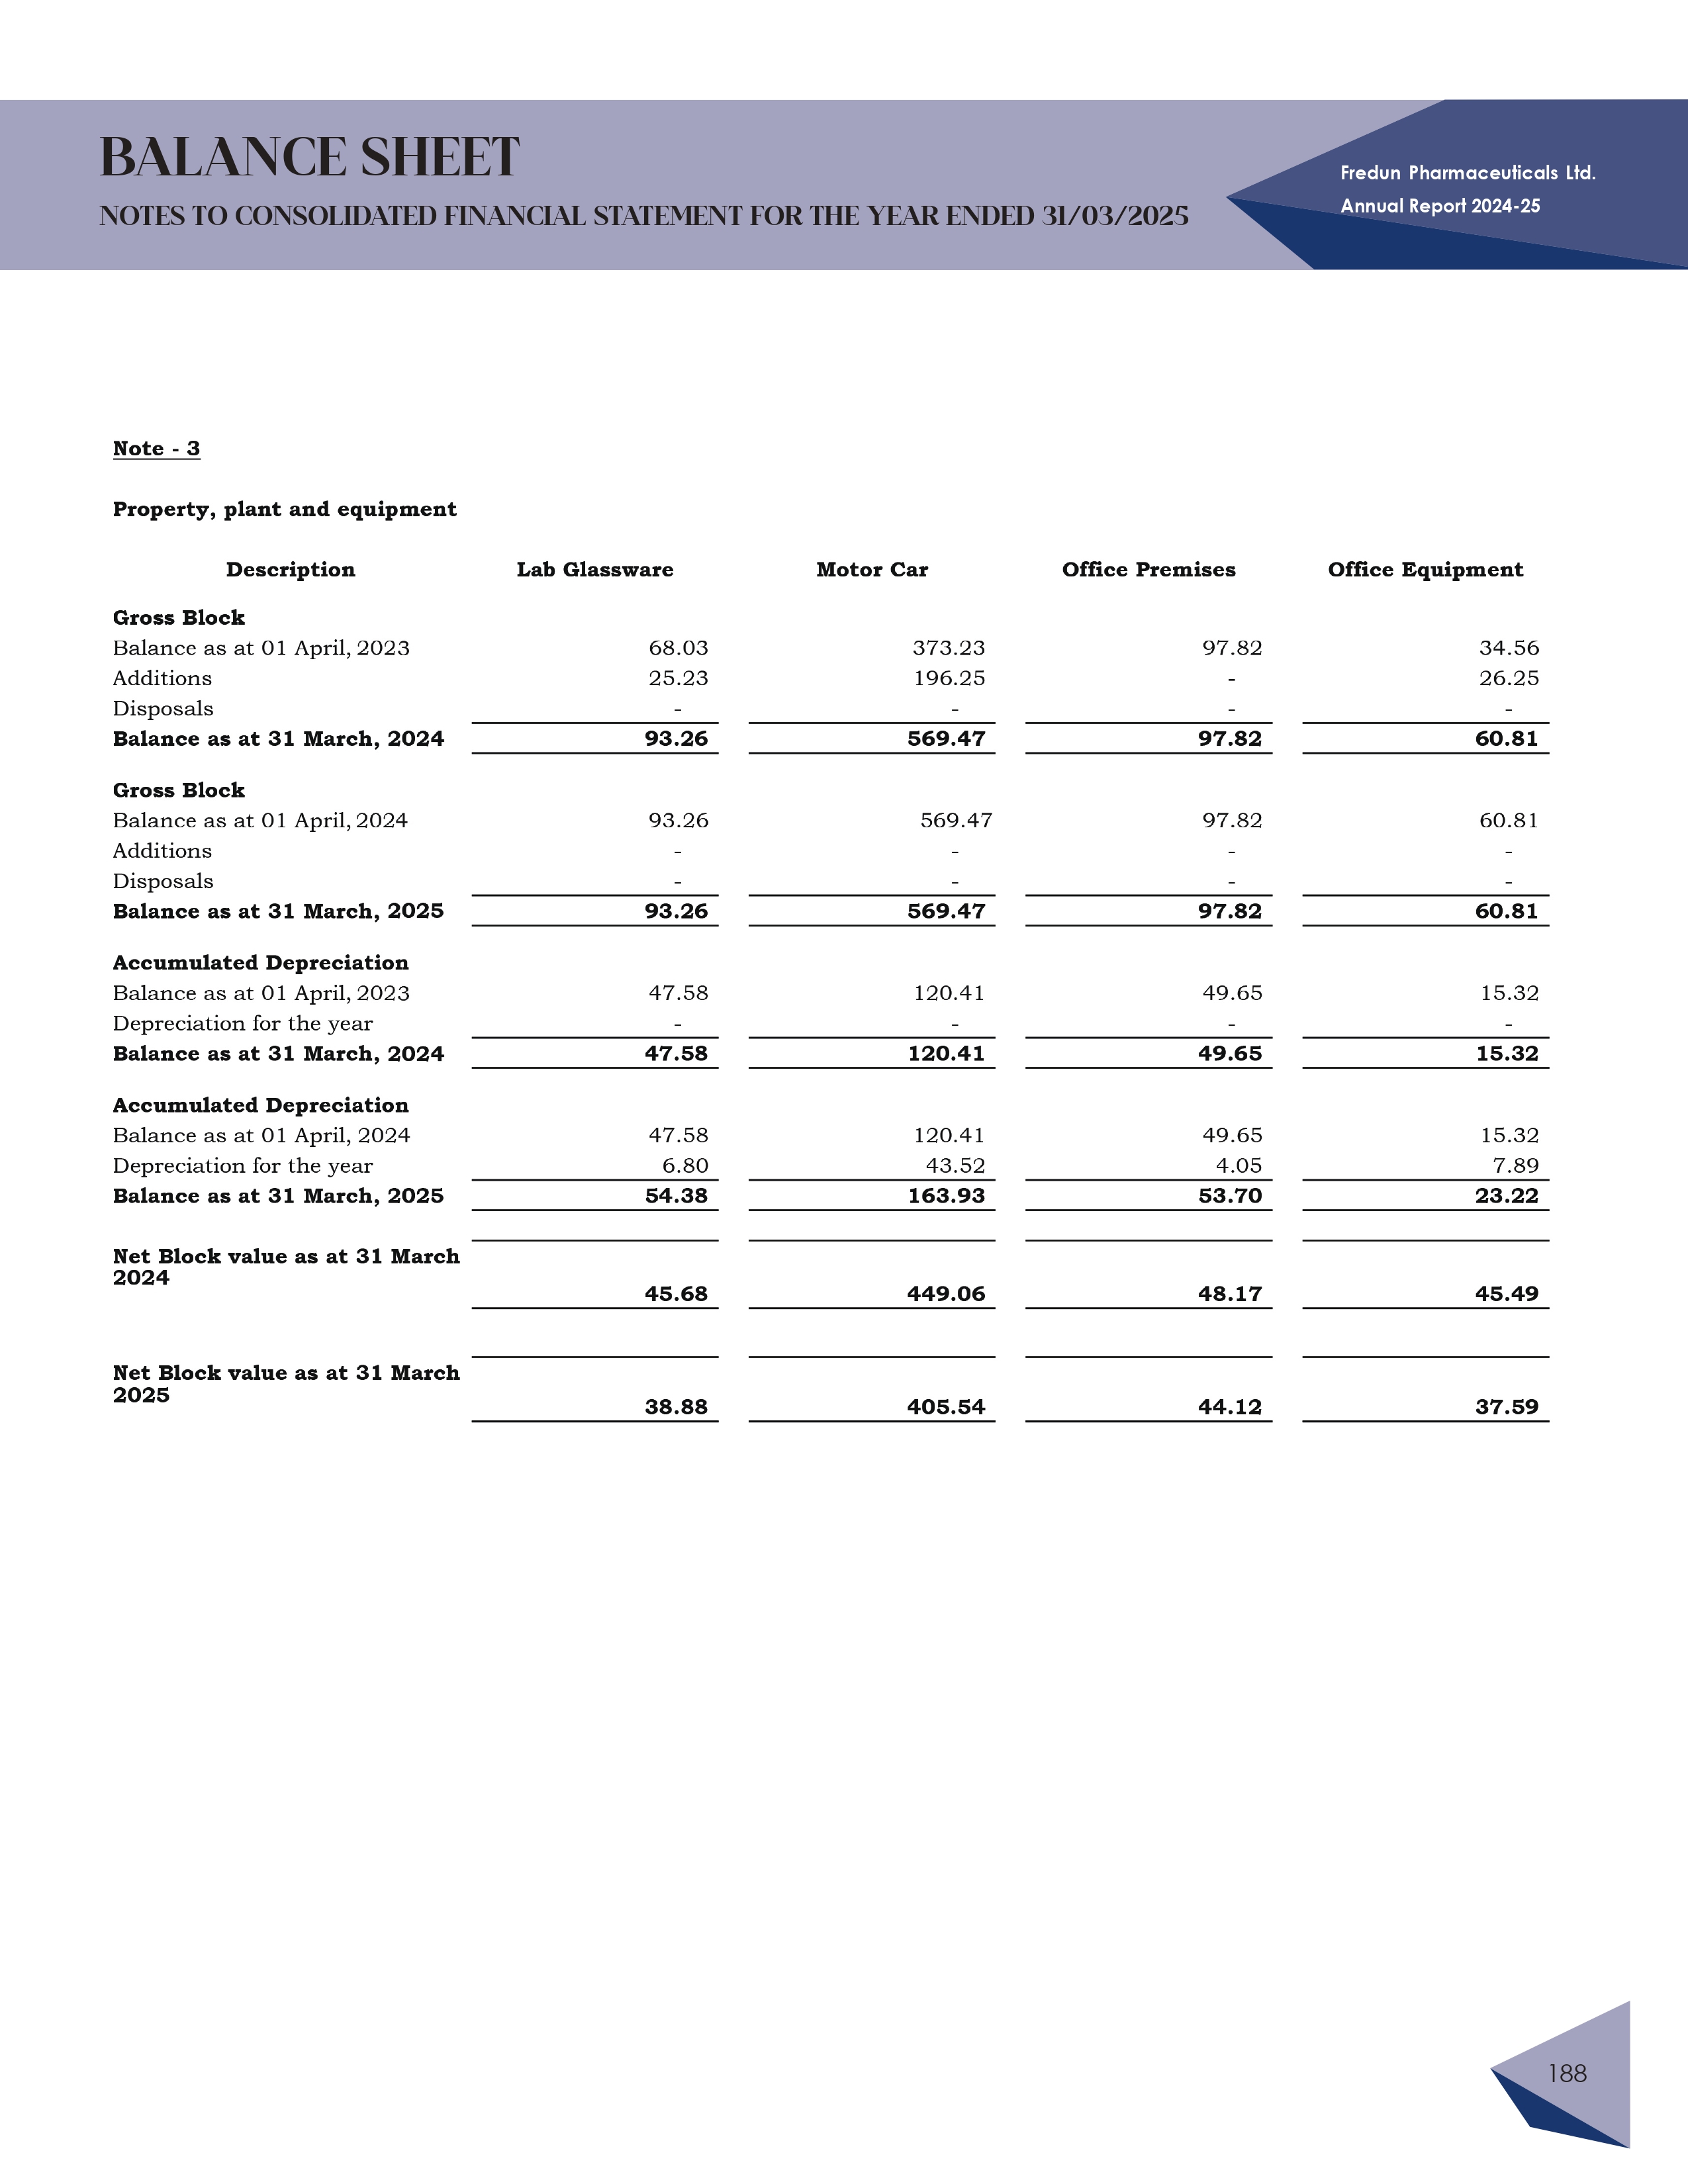 BALANCE SHEET
NOTES TO CONSOLIDATED FINANCIAL STATEMENT FOR THE YEAR ENDED 31/03/2025
Fredun Pharmaceuticals Ltd.
Annual Report 2024-25
Note - 3
Property, plant and equipment
Description Lab Glassware Motor Car Office Premises Office Equipment
Gross Block
Balance as at 01 April, 2023 68.03 373.23 97.82 34.56
Additions 25.23 196.25 - 26.25
Disposals - - - -
Balance as at 31 March, 2024 93.26 569.47 97.82 60.81
Gross Block
Balance as at 01 April, 2024 93.26 569.47 97.82 60.81
Additions - - - -
Disposals - - - -
Balance as at 31 March, 2025 93.26 569.47 97.82 60.81
Accumulated Depreciation
Balance as at 01 April, 2023 47.58 120.41 49.65 15.32
Depreciation for the year - - - -
Balance as at 31 March, 2024 47.58 120.41 49.65 15.32
Accumulated Depreciation
Balance as at 01 April, 2024 47.58 120.41 49.65 15.32
Depreciation for the year 6.80 43.52 4.05 7.89
Balance as at 31 March, 2025 54.38 163.93 53.70 23.22
Net Block value as at 31 March
2024
45.68 449.06 48.17 45.49
Net Block value as at 31 March
2025
38.88 405.54 44.12 37.59
188